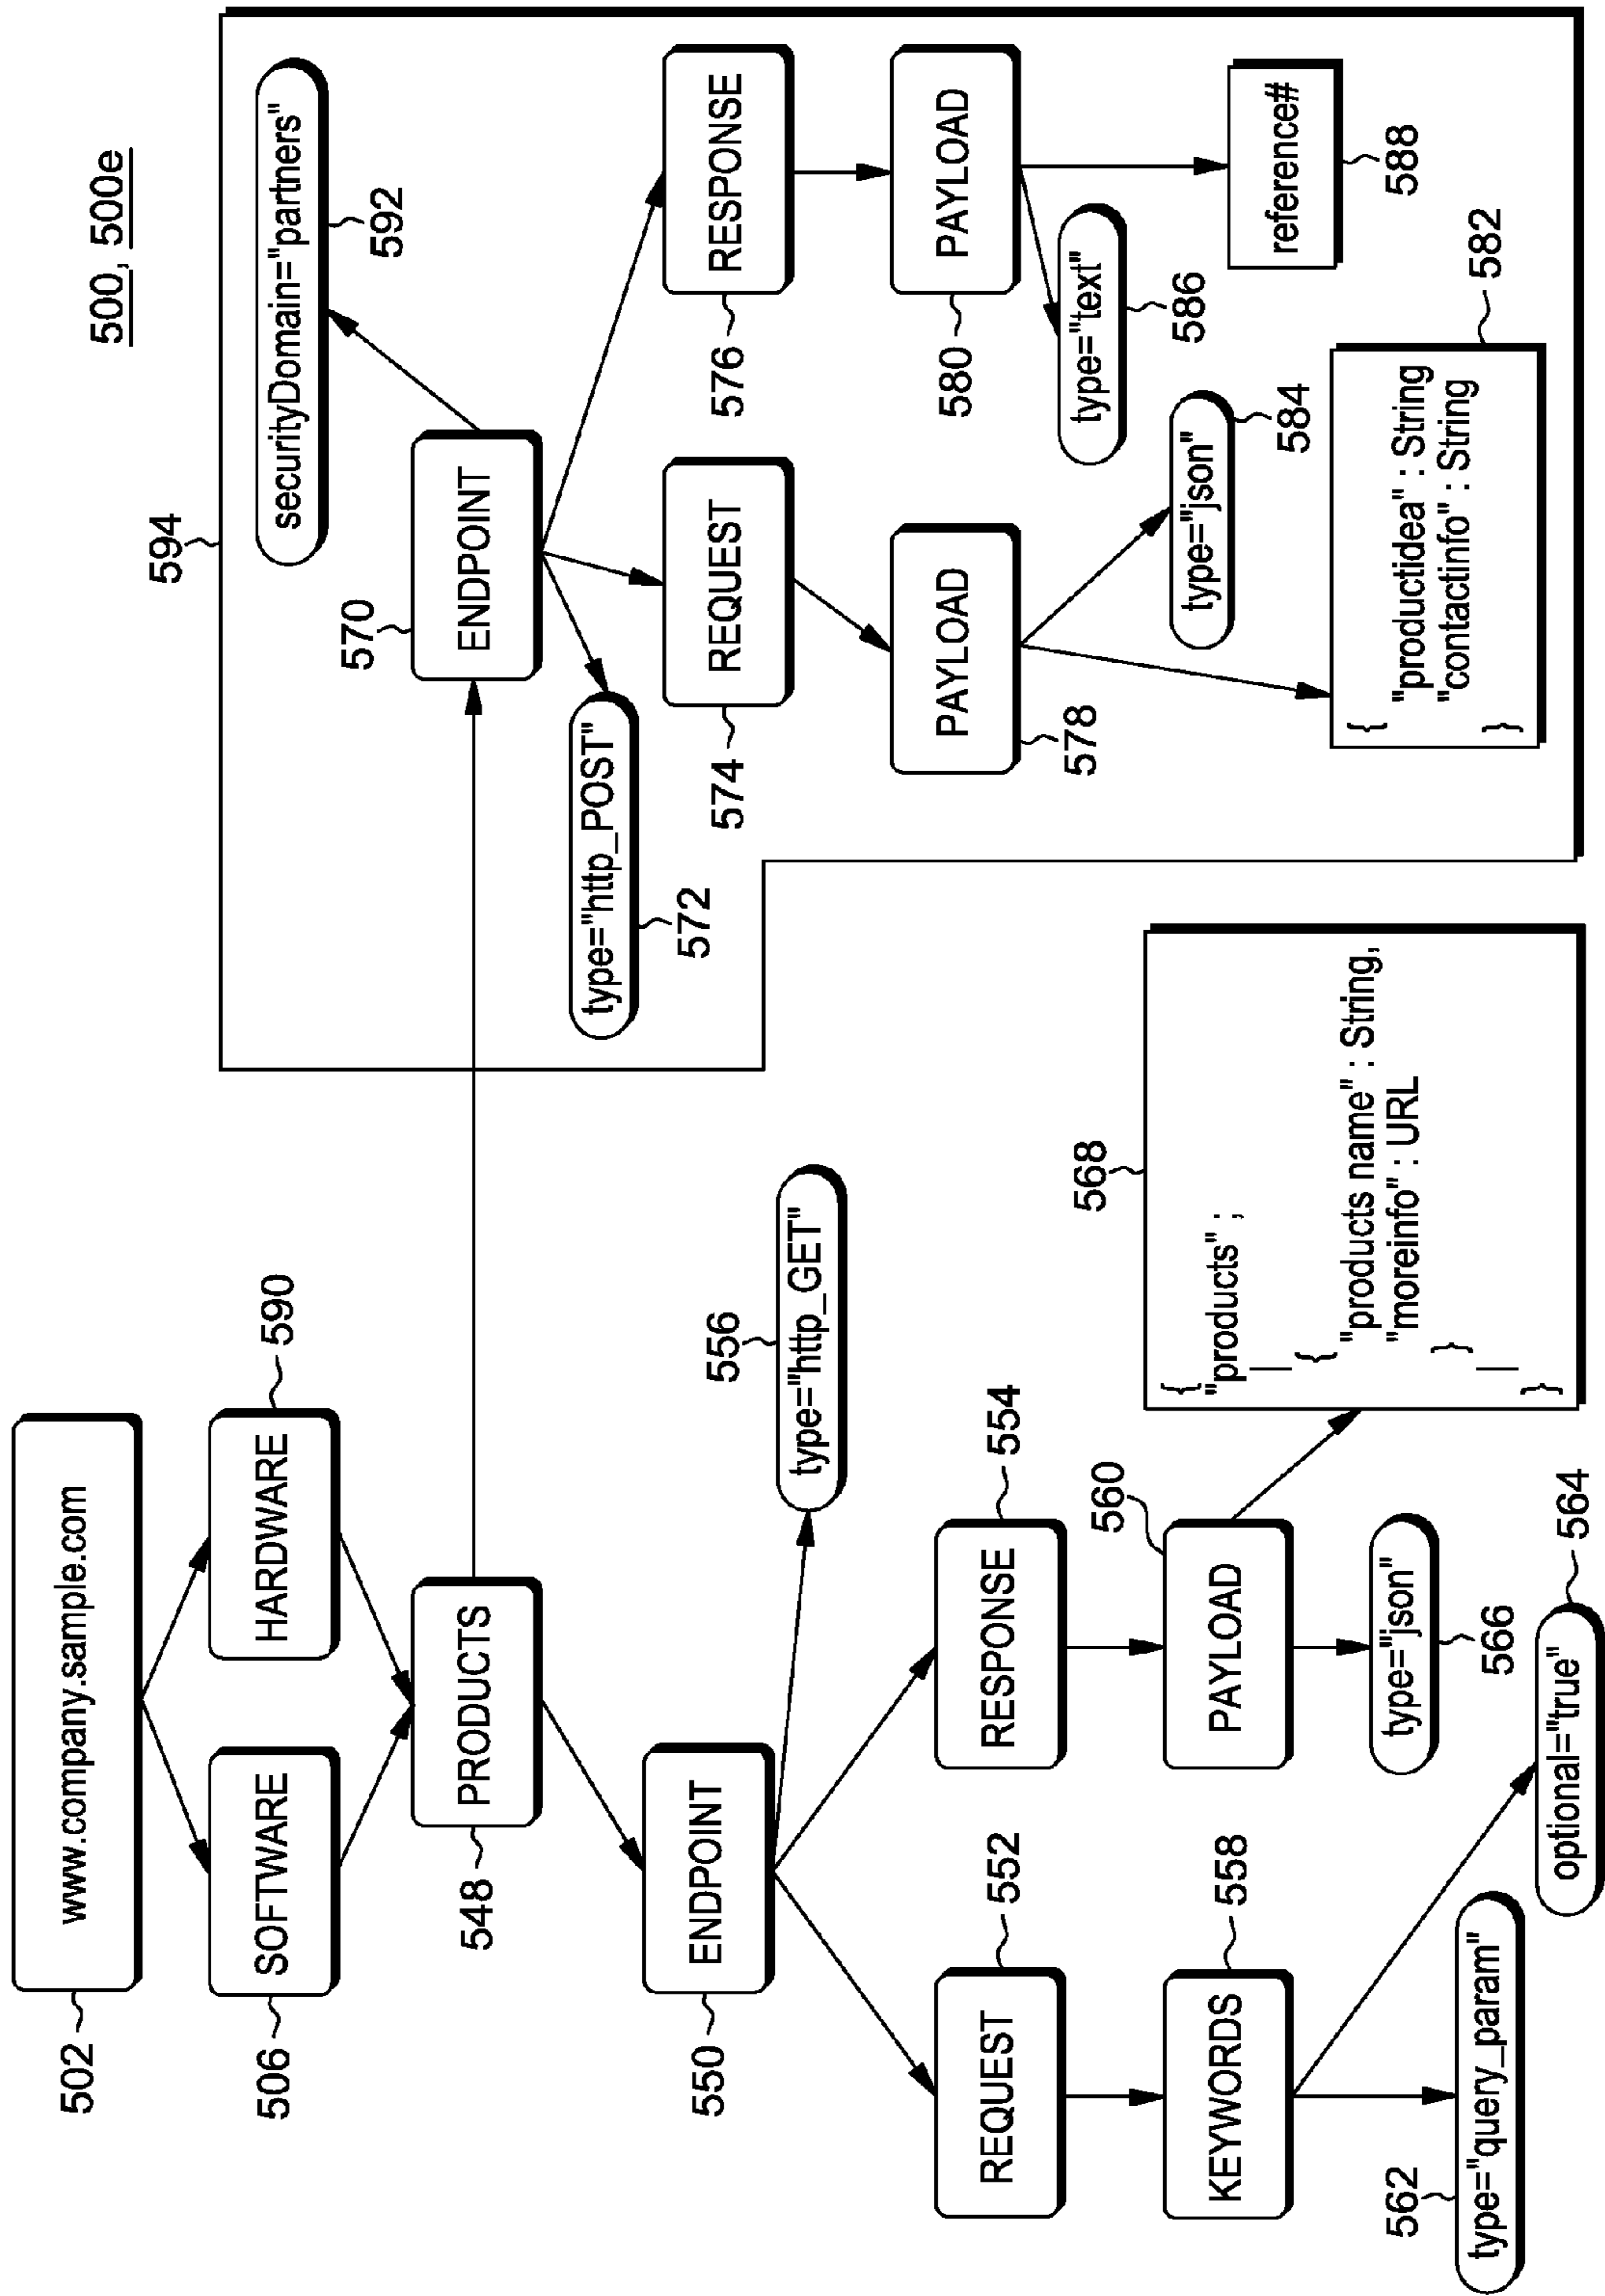 500, 500e
502
www.company.sample.com
506
SOFTWARE
HARDWARE
590
548
PRODUCTS
550
ENDPOINT
556
type="http_GET"
REQUEST
552
RESPONSE
554
KEYWORDS
558
560
PAYLOAD
562
type="query_param"
optional="true"
564
type="json"
566
568
{
"products" ;
[
{
"products name" : String,
"moreinfo" : URL
}
]
}
594
securityDomain="partners"
592
570
ENDPOINT
type="http_POST"
572
574
REQUEST
576
RESPONSE
578
PAYLOAD
580
PAYLOAD
type="json"
584
type="text"
586
{
"productidea" : String
"contactinfo" : String
}
582
reference#
588